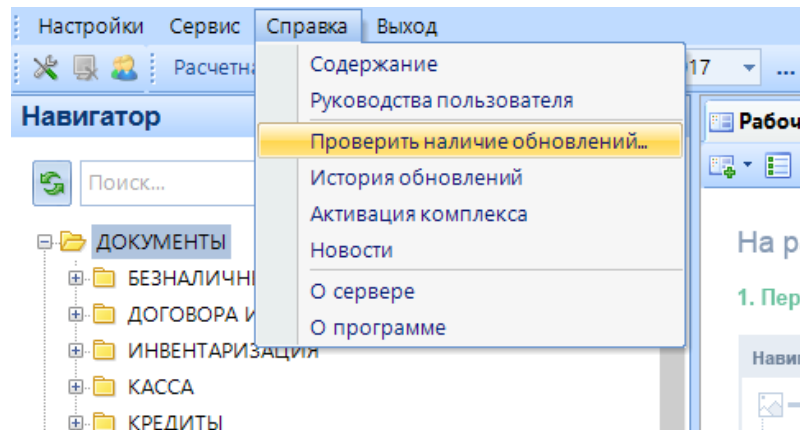 Настройки Сервис Справка Выход
Расчетн
17 ...
Навигатор
Поиск...
ДОКУМЕНТЫ
БЕЗНАЛИЧН
ДОГОВОРА И
ИНВЕНТАРИЗАЦИЯ
КАССА
КРЕДИТЫ
Содержание
Руководства пользователя
Проверить наличие обновлений...
История обновлений
Активация комплекса
Новости
О сервере
О программе
Рабоч
На р
1. Пер
Нави